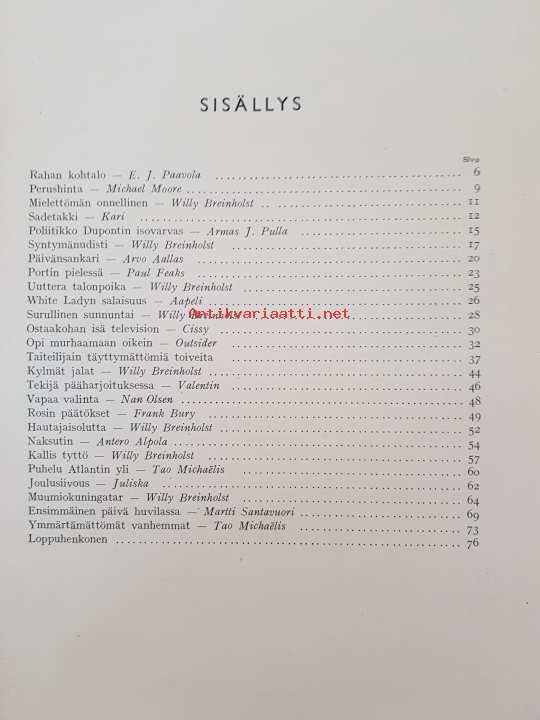 SISÄLLYS
Sivu
Rahan kohtalo — E. J. Paavola 6
Perushinta — Michael Moore 9
Mielettömän onnellinen — Willy Breinholst 11
Sadetakki — Kari 12
Poliitikko Dupontin isovarvas — Armas J. Pulla 15
Syntymänudisti — Willy Breinholst 17
Päivänsankari — Arvo Aallas 20
Portin pielessä — Paul Feaks 23
Uuttera talonpoika — Willy Breinholst 25
White Ladyn salaisuus — Aapeli 26
Surullinen sunnuntai — Willy Breinholst 28
Antikvariaatti.net
Ostaakohan isä television — Cissy 30
Opi murhaamaan oikein — Outsider 32
Taiteilijain täyttymättömiä toiveita 37
Kylmät jalat — Willy Breinholst 44
Tekijä pääharjoituksessa — Valentin 46
Vapaa valinta — Nan Olsen 48
Rosin päätökset — Frank Bury 49
Hautajaisolutta — Willy Breinholst 52
Naksutin — Antero Alpola 54
Kallis tyttö — Willy Breinholst 57
Puhelu Atlantin yli — Tao Michaëlis 60
Joulusiivous — Juliska 62
Muumiokuningatar — Willy Breinholst 64
Ensimmäinen päivä huvilassa — Martti Santavuori 69
Ymmärtämättömät vanhemmat — Tao Michaëlis 73
Loppuhenkonen 76